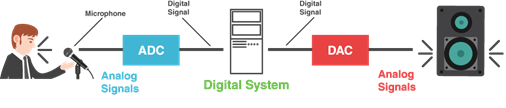 Microphone
Digital
Signal
Digital
Signal
ADC
DAC
Analog
Signals
Digital System
Analog
Signals